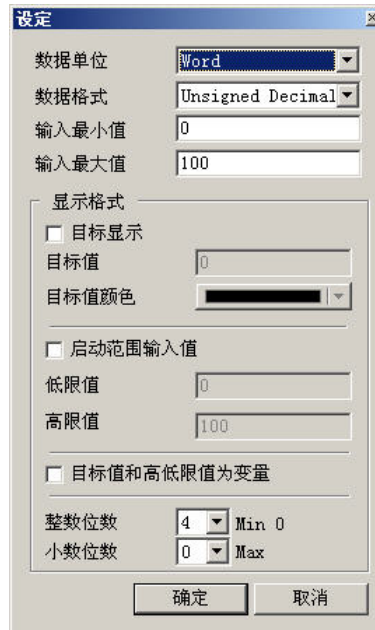 设定
数据单位 Word
数据格式 Unsigned Decimal
输入最小值 0
输入最大值 100
显示格式
目标显示
目标值 0
目标值颜色
启动范围输入值
低限值 0
高限值 100
目标值和高低限值为变量
整数位数 4 Min 0
小数位数 0 Max
确定 取消